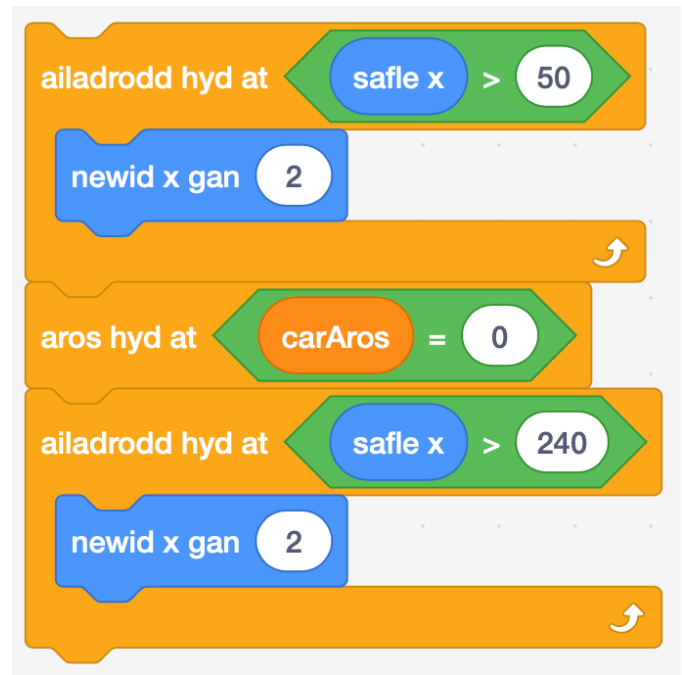 ailadrodd hyd at safle x > 50
newid x gan 2
aros hyd at carAros = 0
ailadrodd hyd at safle x > 240
newid x gan 2